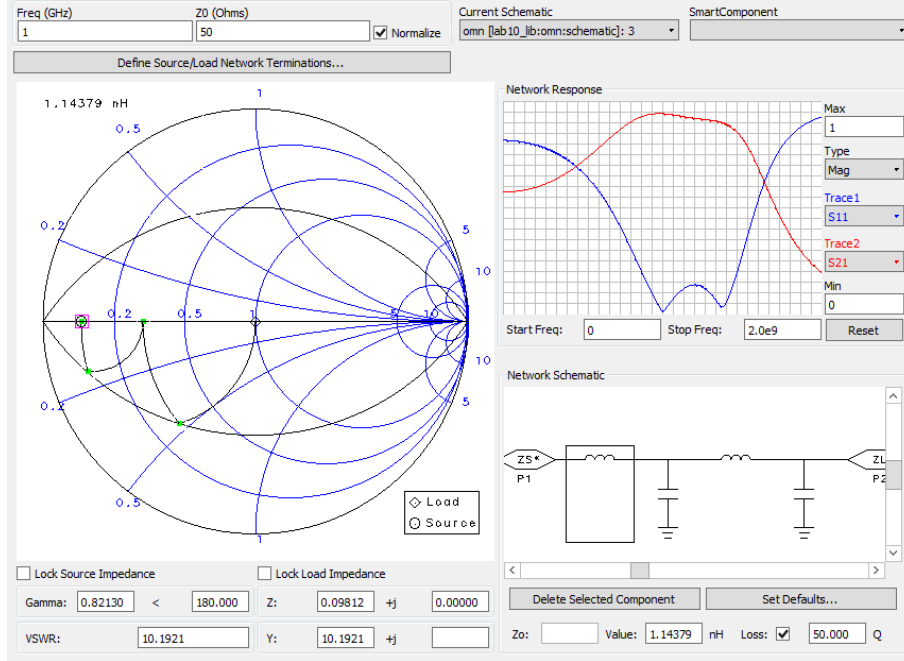 Freq (GHz)
Z0 (Ohms)
Current Schematic
SmartComponent
1
50
Normalize
omn [lab10_lib:omn:schematic]: 3
Define Source/Load Network Terminations...
1.14379 nH
1
0.5
0.5
0.2
5
10
0.2
0.5
1
5
10
10
0.2
5
0.5
1
Load
Source
Network Response
Max
1
Type
Mag
Trace1
S11
Trace2
S21
Min
0
Start Freq:
0
Stop Freq:
2.0e9
Reset
Network Schematic
ZS*
P1
ZL
P2
Lock Source Impedance
Lock Load Impedance
Gamma:
0.82130
<
180.000
Z:
0.09812
+j
0.00000
VSWR:
10.1921
Y:
10.1921
+j
Delete Selected Component
Set Defaults...
Zo:
Value:
1.14379
nH
Loss:
50.000
Q